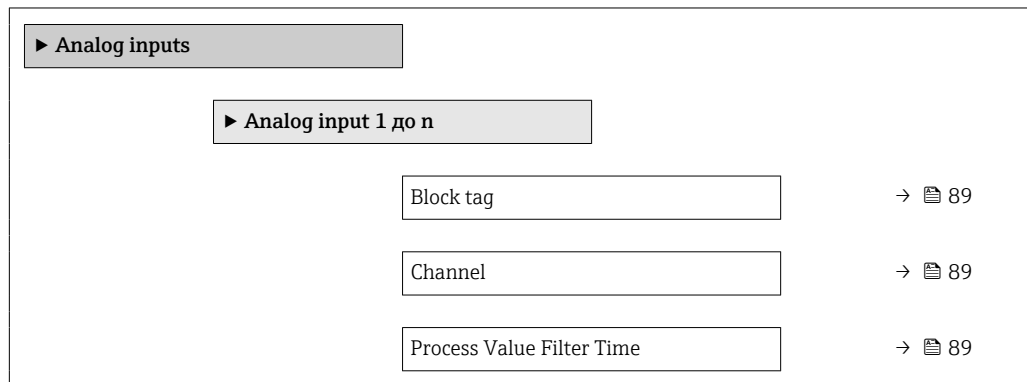 ▶ Analog inputs
▶ Analog input 1 до n
Block tag → 89
Channel → 89
Process Value Filter Time → 89